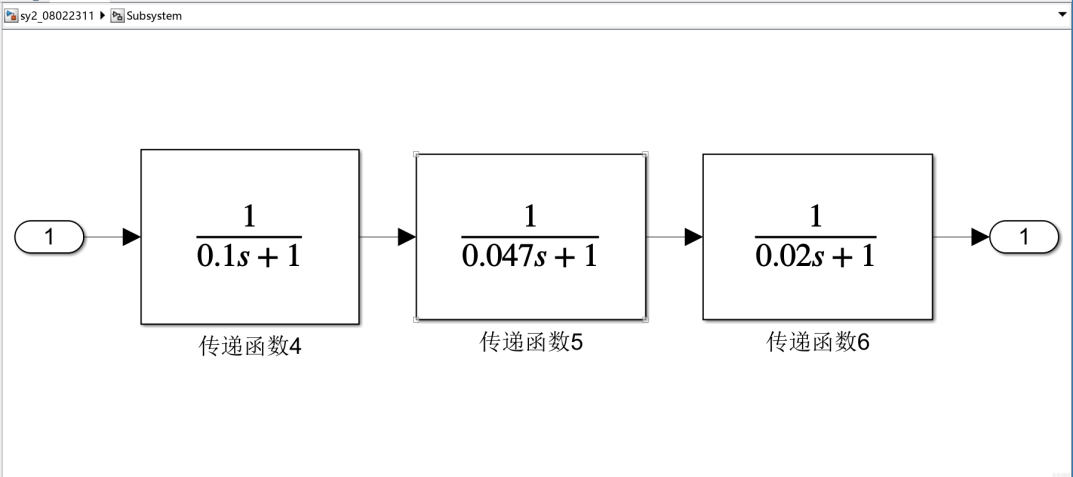 sy2_08022311 Subsystem
1
1
0.1s + 1
传递函数4
1
0.047s + 1
传递函数5
1
0.02s + 1
传递函数6
1